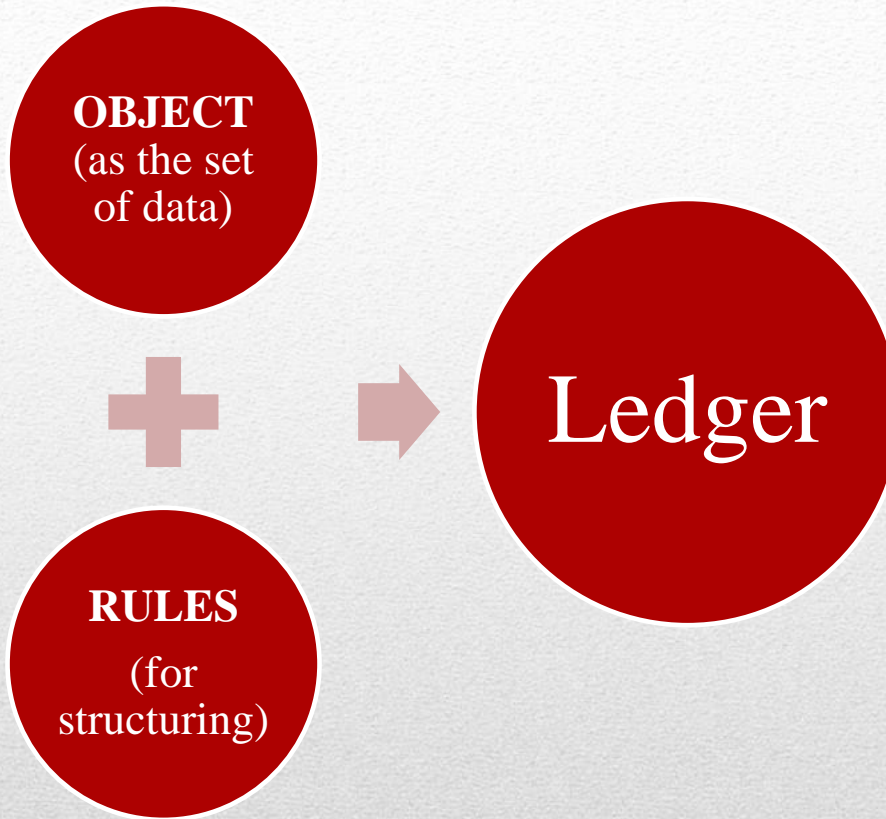 OBJECT
(as the set
of data)
RULES
(for
structuring)
Ledger